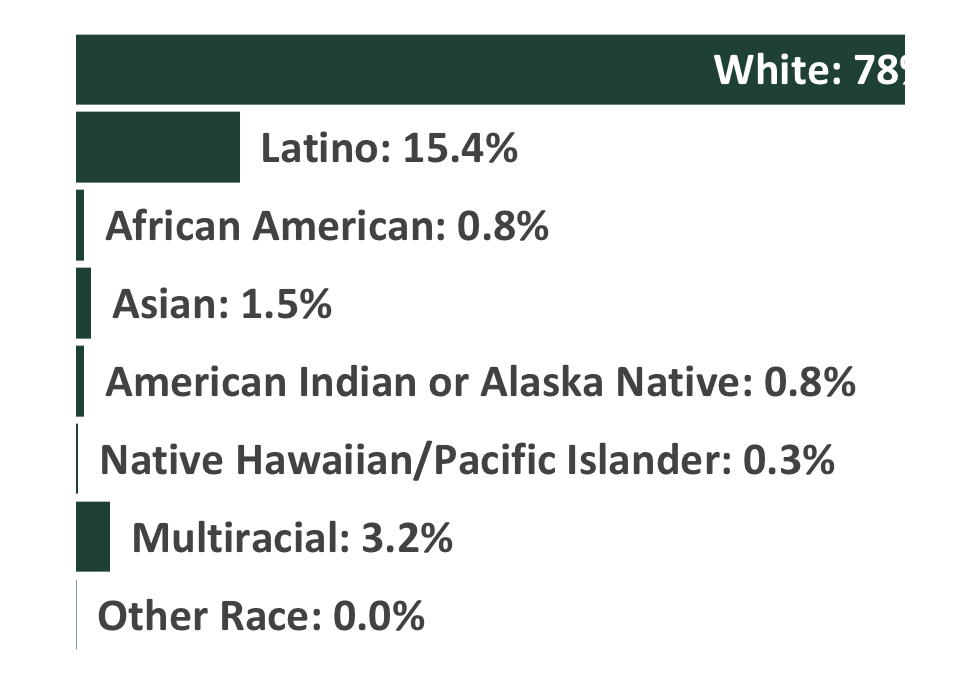 White: 78%
Latino: 15.4%
African American: 0.8%
Asian: 1.5%
American Indian or Alaska Native: 0.8%
Native Hawaiian/Pacific Islander: 0.3%
Multiracial: 3.2%
Other Race: 0.0%